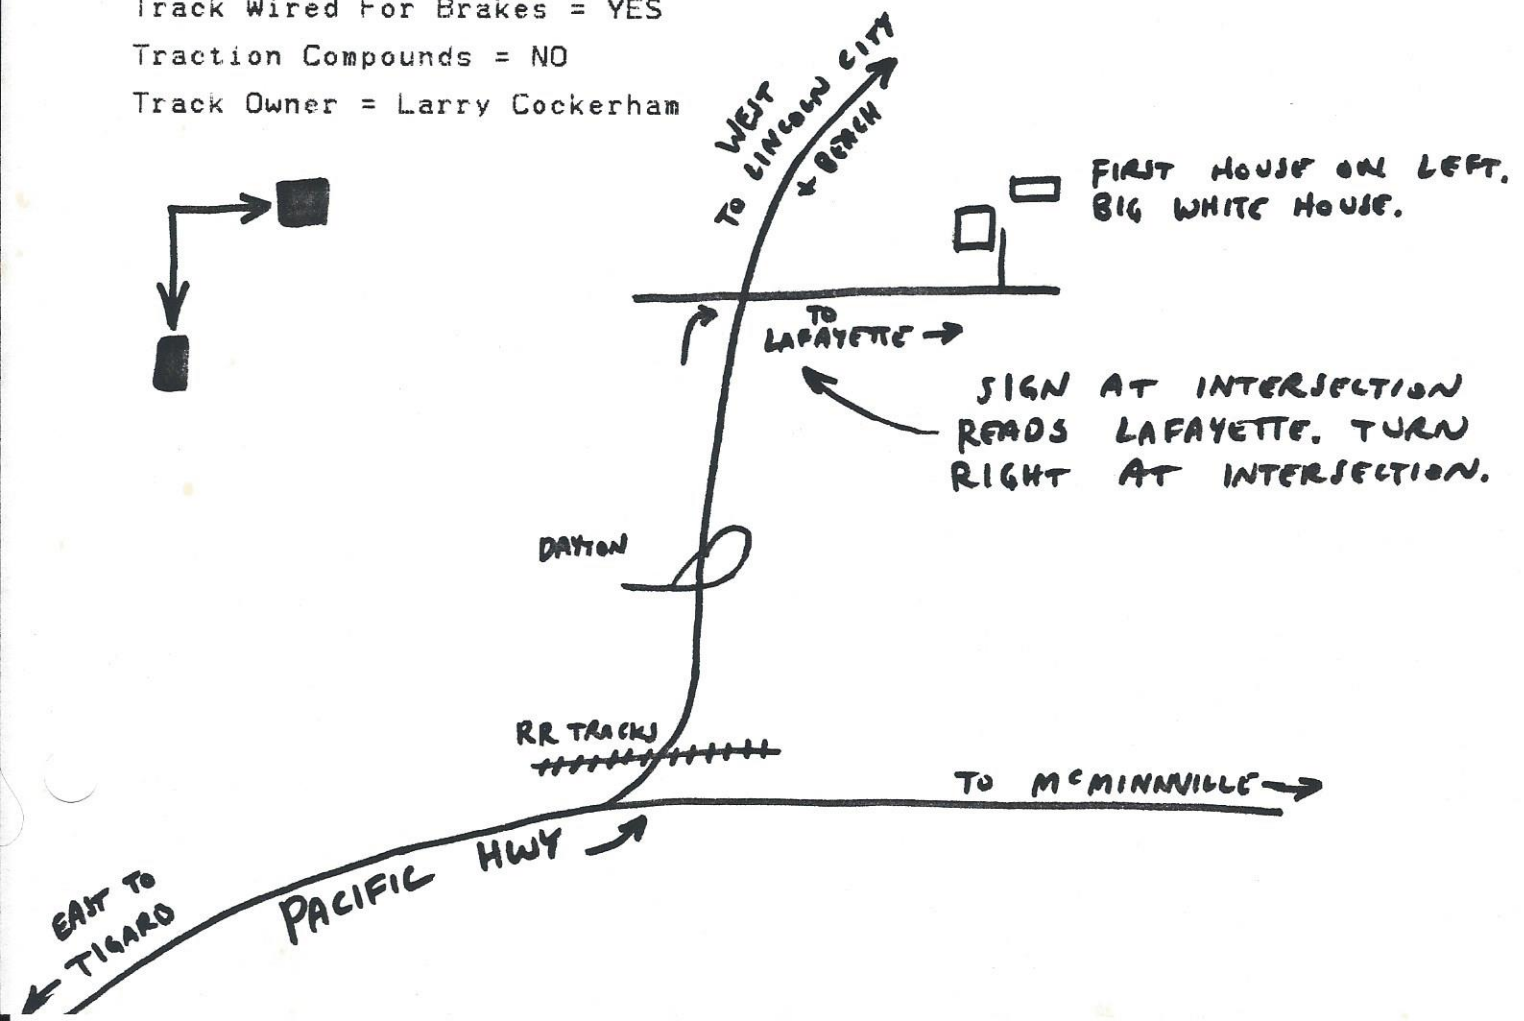 Track Wired For Brakes = YES
Traction Compounds = NO
Track Owner = Larry Cockerham
WEST
TO LINCOLN CITY
+ BEACH
FIRST HOUSE ON LEFT.
BIG WHITE HOUSE.
TO
LAFAYETTE →
SIGN AT INTERSECTION
READS LAFAYETTE. TURN
RIGHT AT INTERSECTION.
DAYTON
RR TRACKS
TO McMINNVILLE →
PACIFIC HWY
EAST TO
TIGARD